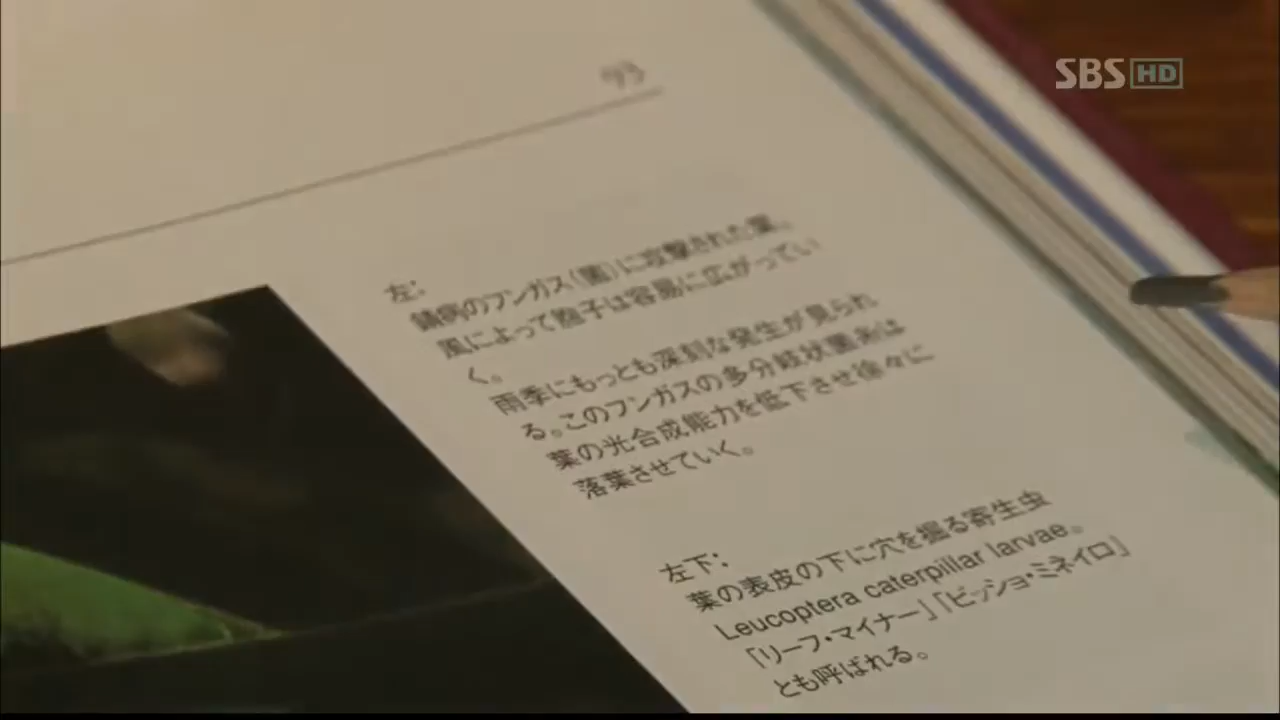 SBS HD
93
左:
錆病のフンガス(菌)に攻撃された葉。
風によって胞子は容易に広がってい
く。
雨季にもっとも深刻な発生が見られ
る。このフンガスの多分岐状菌糸は
葉の光合成能力を低下させ徐々に
落葉させていく。
左下:
葉の表皮の下に穴を掘る寄生虫
Leucoptera caterpillar larvae。
「リーフ・マイナー」「ビッショ・ミネイロ」
とも呼ばれる。